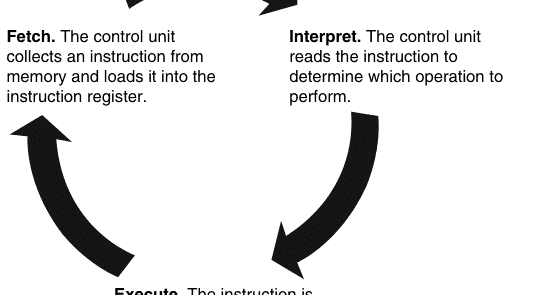 Fetch. The control unit
collects an instruction from
memory and loads it into the
instruction register.
Interpret. The control unit
reads the instruction to
determine which operation to
perform.
Execute. The instruction is